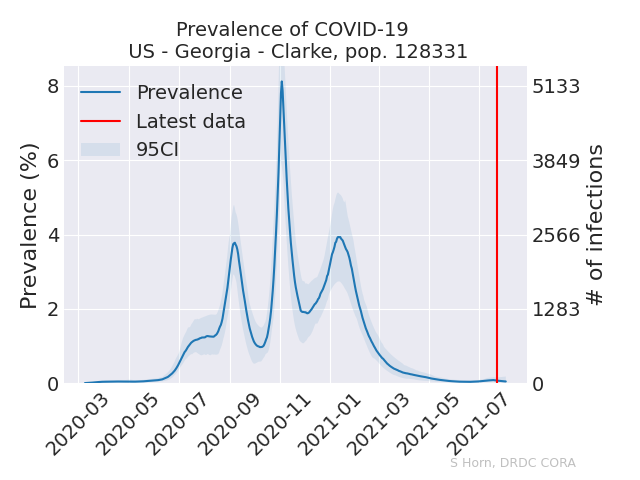 Prevalence of COVID-19
US - Georgia - Clarke, pop. 128331
Prevalence
Latest data
95CI
Prevalence (%)
8
6
4
2
0
5133
3849
2566
1283
0
# of infections
2020-03
2020-05
2020-07
2020-09
2020-11
2021-01
2021-03
2021-05
2021-07
S Horn, DRDC CORA